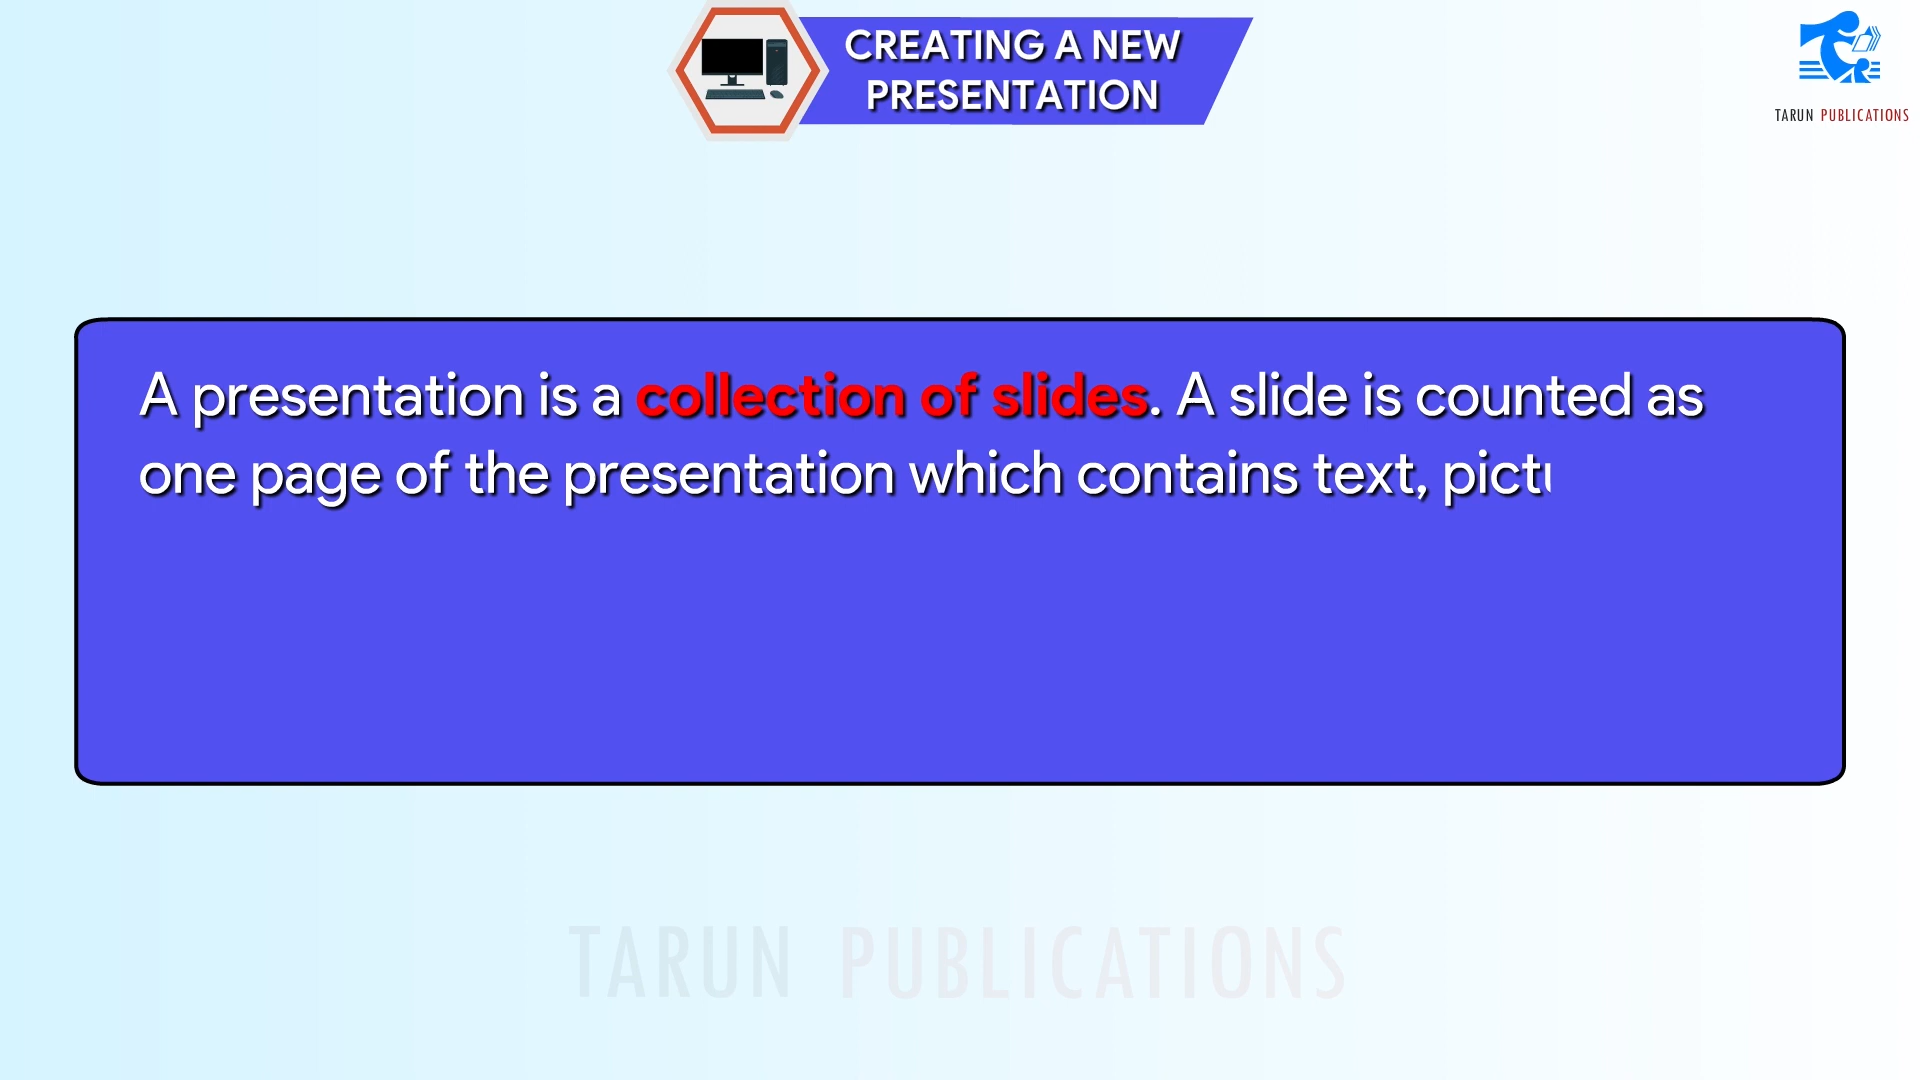 CREATING A NEW
PRESENTATION
TARUN PUBLICATIONS
A presentation is a collection of slides. A slide is counted as
one page of the presentation which contains text,
TARUN PUBLICATIONS